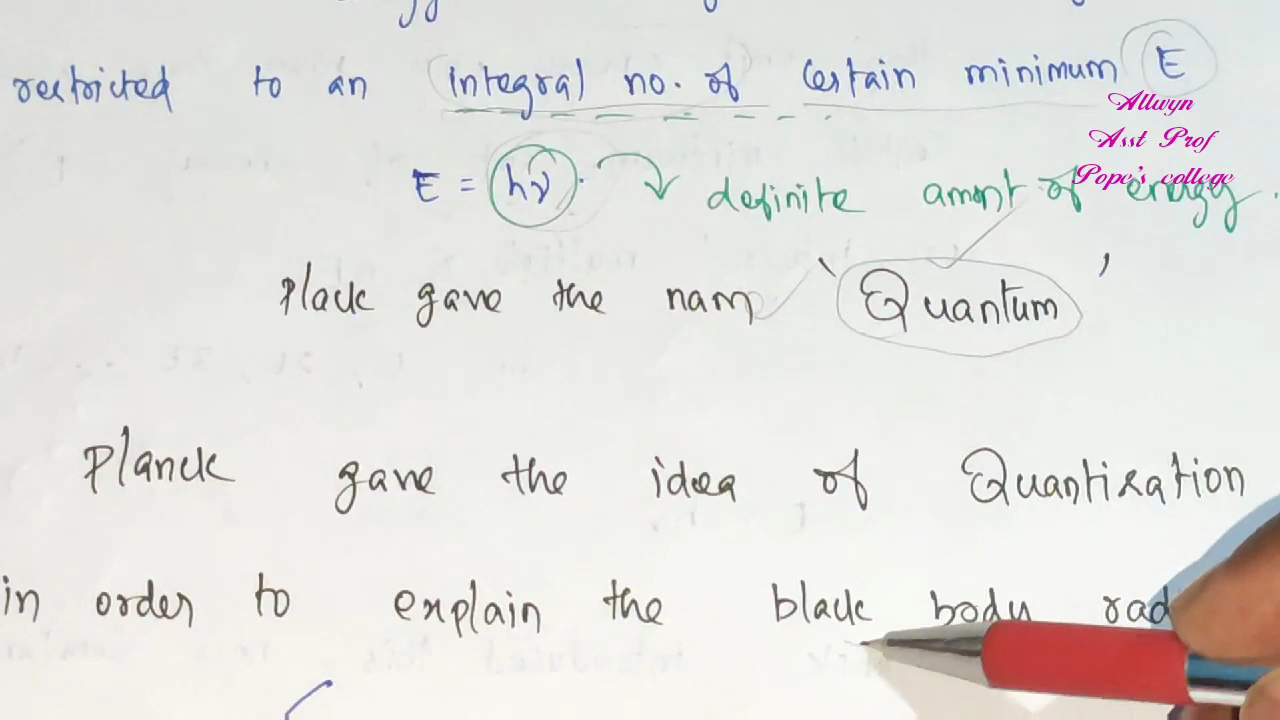 restricted to an integral no. of certain minimum E
Allwyn
Asst Prof
Pope's college
E = hν. definite amont of energy.
Plack gave the nam 'Quantum'
Planck gave the idea of Quantization
in order to explain the black body rad